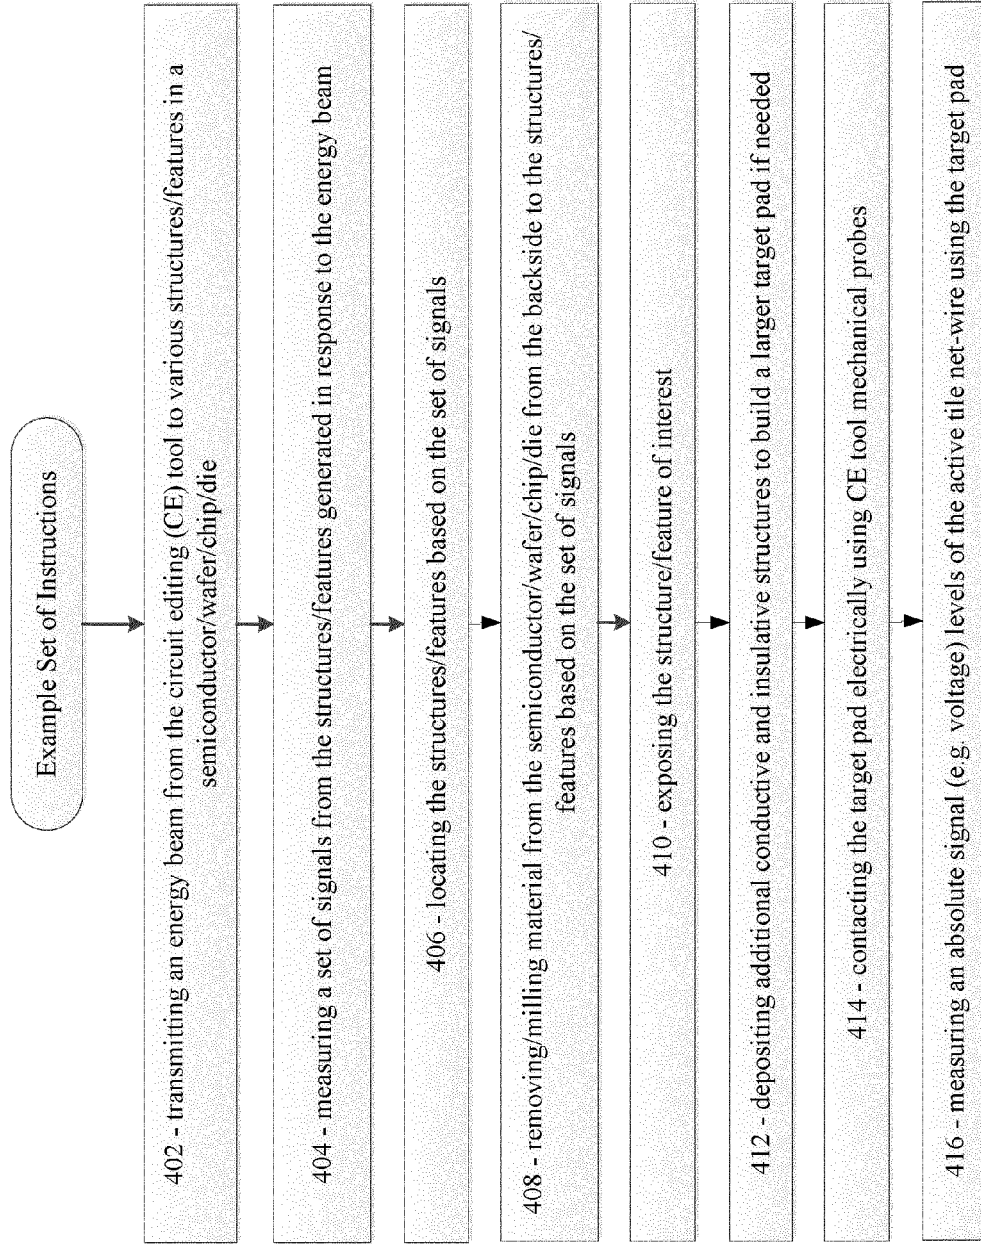 Example Set of Instructions
402 - transmitting an energy beam from the circuit editing (CE) tool to various structures/features in a
semiconductor/wafer/chip/die
404 - measuring a set of signals from the structures/features generated in response to the energy beam
406 - locating the structures/features based on the set of signals
408 - removing/milling material from the semiconductor/wafer/chip/die from the backside to the structures/
features based on the set of signals
410 - exposing the structure/feature of interest
412 - depositing additional conductive and insulative structures to build a larger target pad if needed
414 - contacting the target pad electrically using CE tool mechanical probes
416 - measuring an absolute signal (e.g. voltage) levels of the active tile net-wire using the target pad